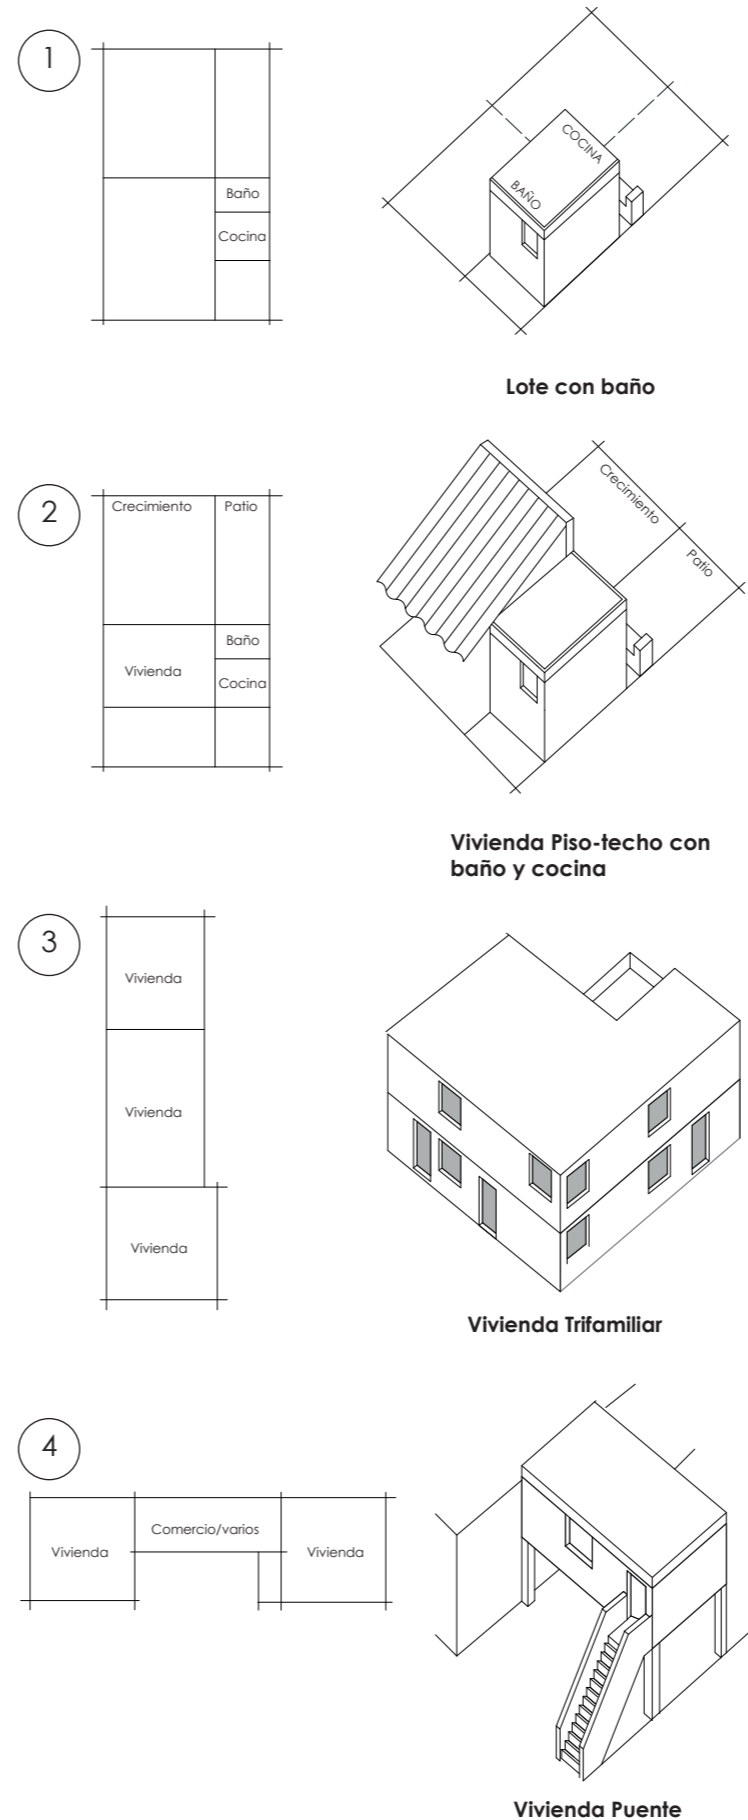 1
Baño
Cocina
COCINA
BAÑO
Lote con baño
2
Crecimiento Patio
Baño
Vivienda
Cocina
Crecimiento
Patio
Vivienda Piso-techo con
baño y cocina
3
Vivienda
Vivienda
Vivienda
Vivienda Trifamiliar
4
Comercio/varios
Vivienda
Vivienda
Vivienda Puente